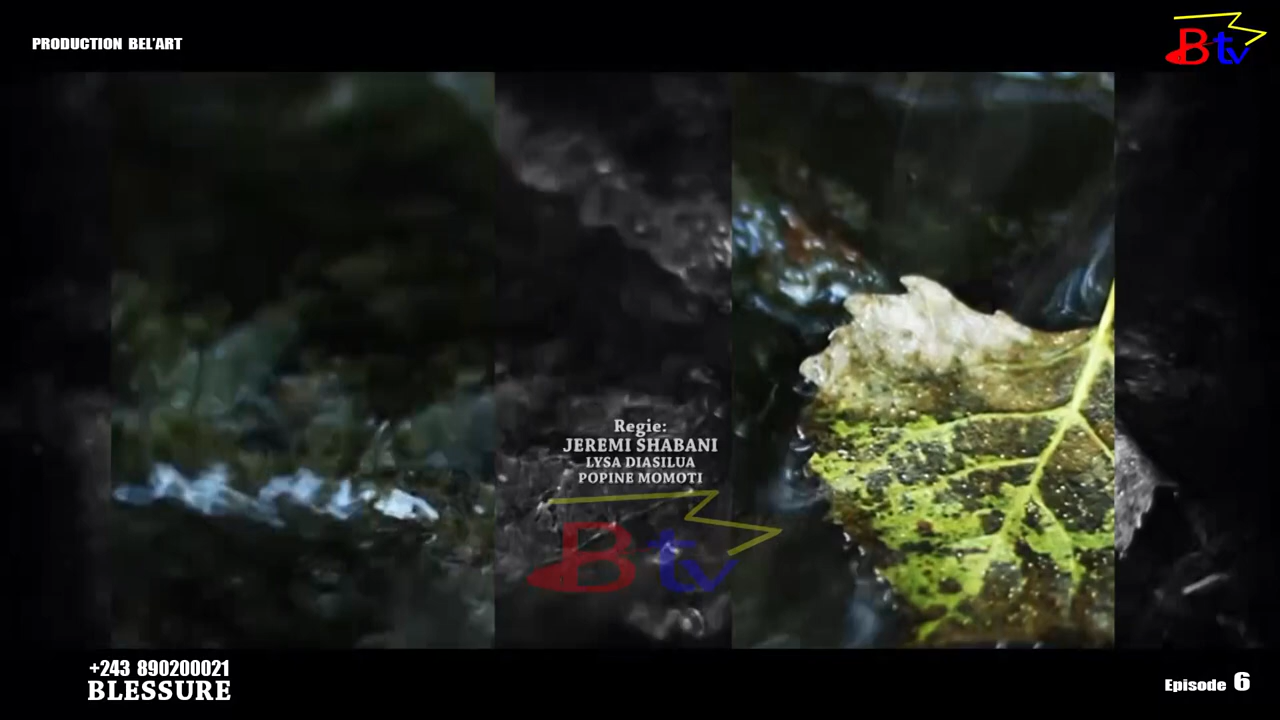 PRODUCTION BEL'ART
Btv
Regie:
JEREMI SHABANI
LYSA DIASILUA
POPINE MOMOTI
Btv
+243 890200021
BLESSURE
Episode 6